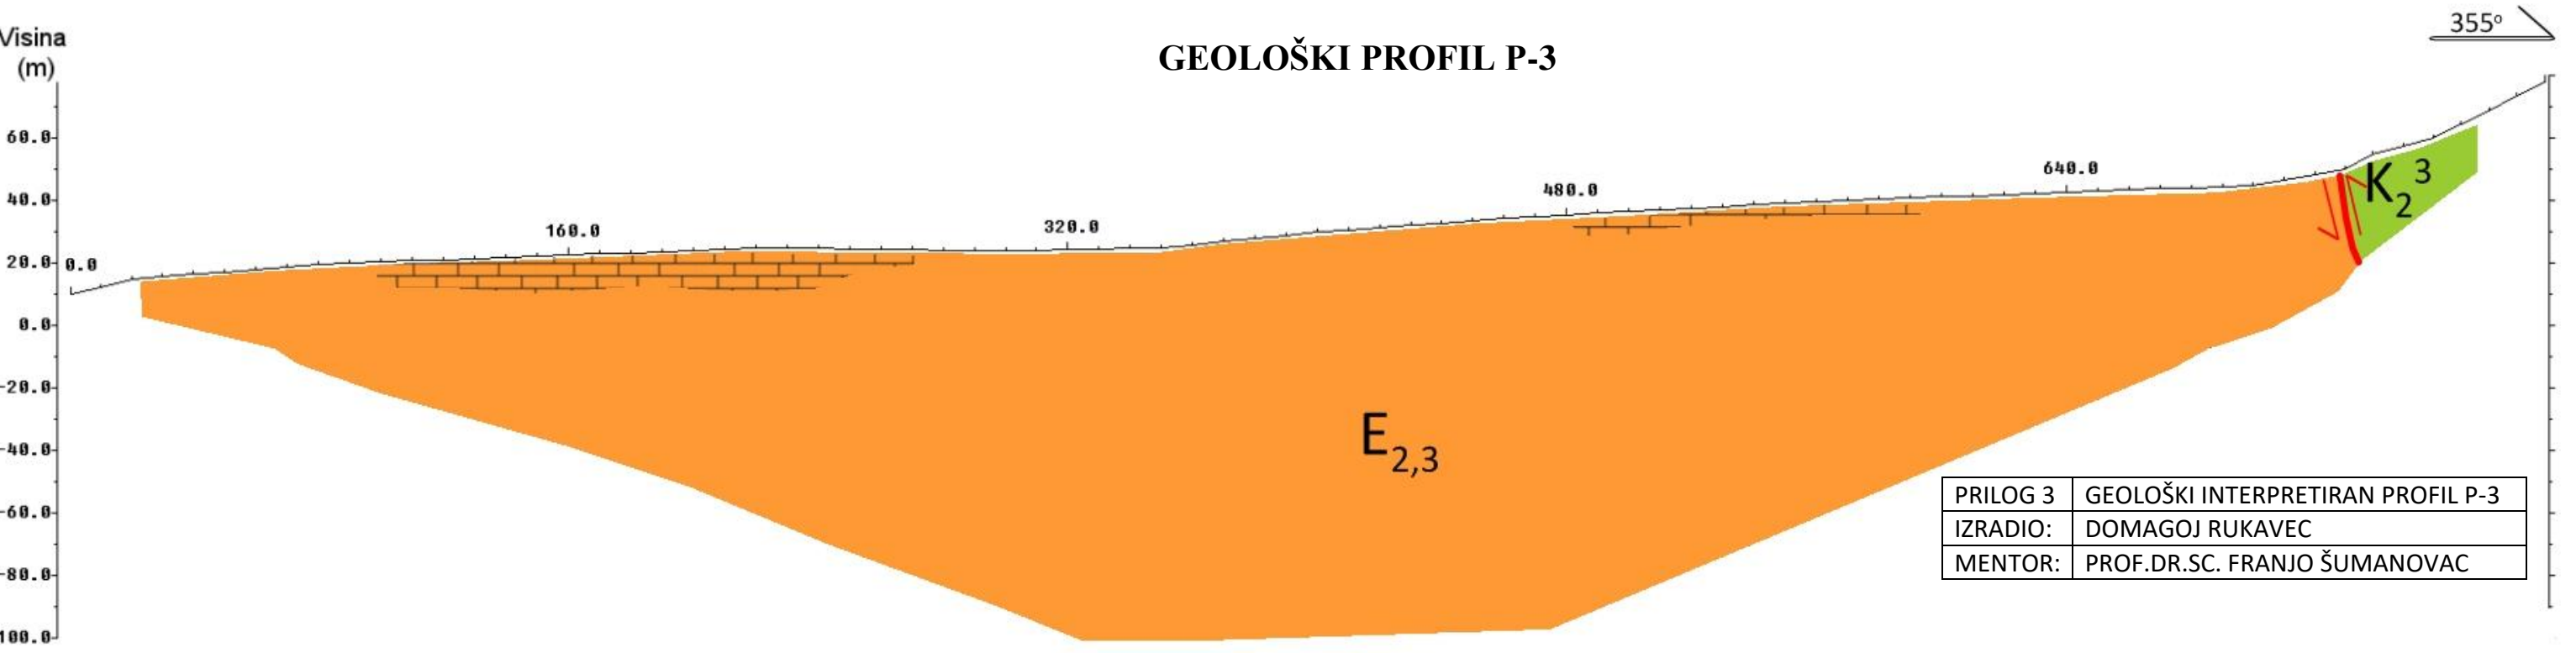 Visina
(m)
GEOLOŠKI PROFIL P-3
355°
60.0
40.0
20.0
0.0
-20.0
-40.0
-60.0
-80.0
100.0
0.0
160.0
320.0
480.0
640.0
K₂³
E₂,₃
PRILOG 3 GEOLOŠKI INTERPRETIRAN PROFIL P-3
IZRADIO: DOMAGOJ RUKAVEC
MENTOR: PROF.DR.SC. FRANJO ŠUMANOVAC